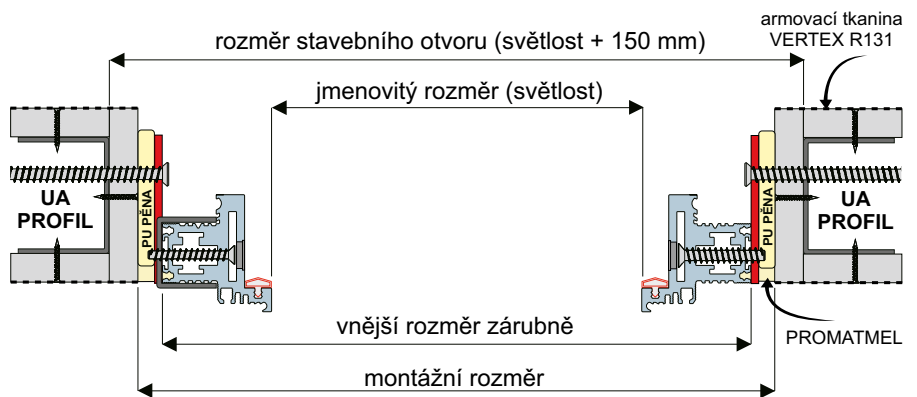 armovací tkanina
VERTEX R131
rozměr stavebního otvoru (světlost + 150 mm)
jmenovitý rozměr (světlost)
UA
PROFIL
PU PĚNA
PU PĚNA
UA
PROFIL
vnější rozměr zárubně
PROMATMEL
montážní rozměr